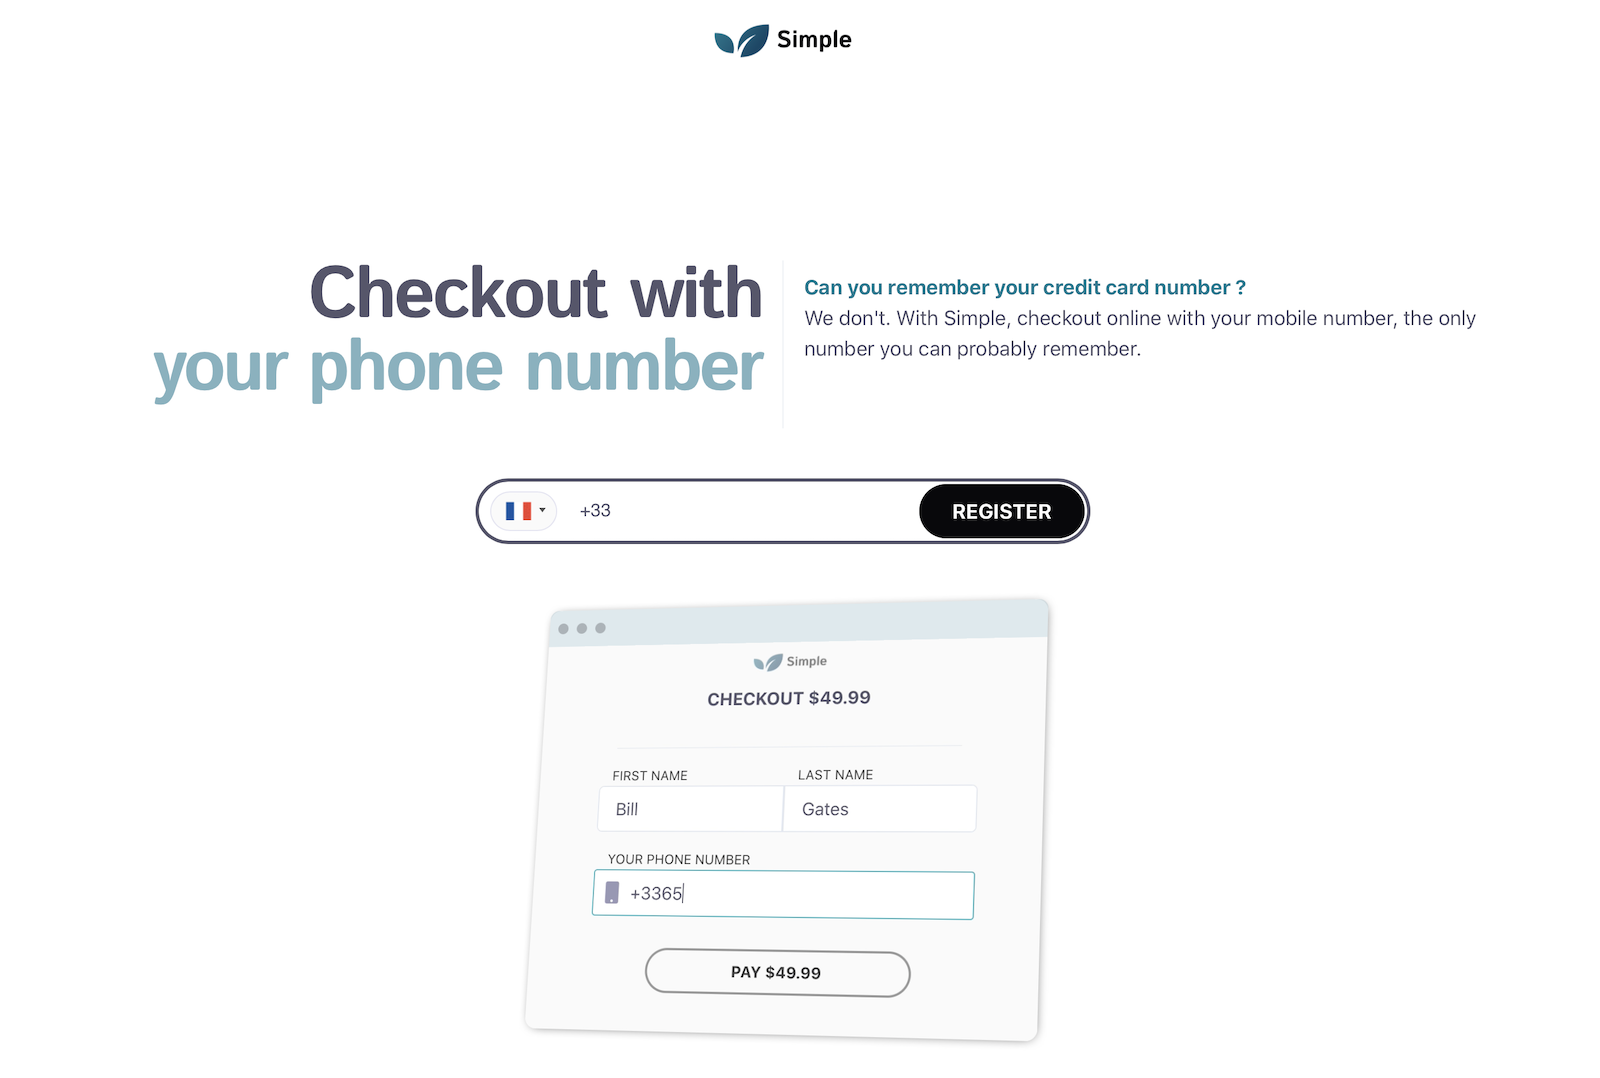 Simple
Checkout with
your phone number
Can you remember your credit card number ?
We don't. With Simple, checkout online with your mobile number, the only
number you can probably remember.
+33
REGISTER
Simple
CHECKOUT $49.99
FIRST NAME
LAST NAME
Bill
Gates
YOUR PHONE NUMBER
+3365
PAY $49.99